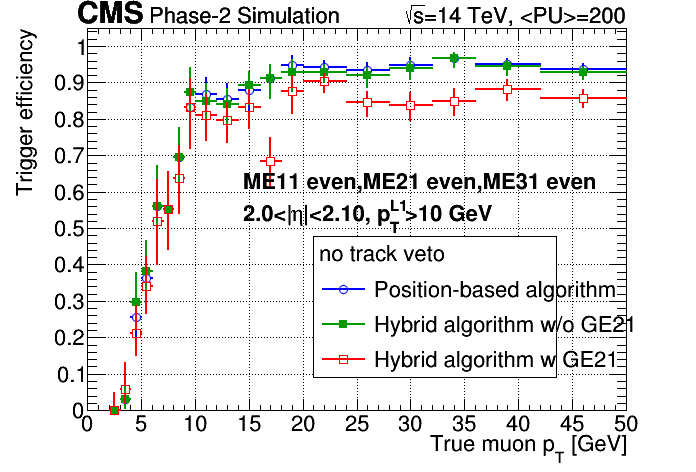 CMS Phase-2 Simulation √s=14 TeV, <PU>=200
Trigger efficiency
1
0.9
0.8
0.7
0.6
0.5
0.4
0.3
0.2
0.1
0
ME11 even,ME21 even,ME31 even
2.0<|η|<2.10, p_T^L1>10 GeV
no track veto
Position-based algorithm
Hybrid algorithm w/o GE21
Hybrid algorithm w GE21
0 5 10 15 20 25 30 35 40 45 50
True muon p_T [GeV]